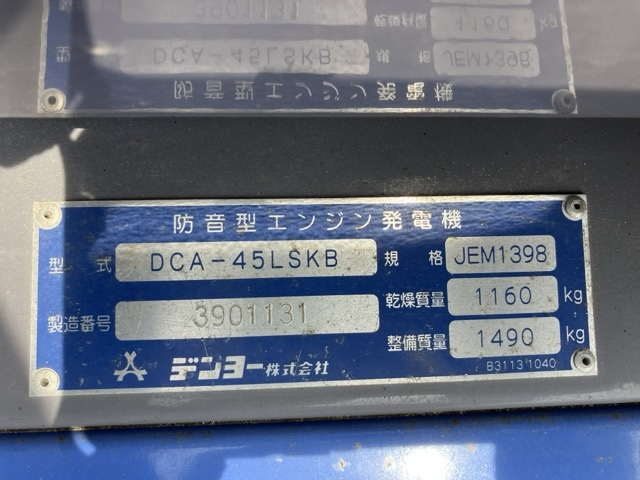 防音型エンジン発電機
型式 DCA-45LSKB 規格 JEM1398
製造番号 3901131 乾燥質量 1160 kg
整備質量 1490 kg
デンヨー株式会社
B31131040